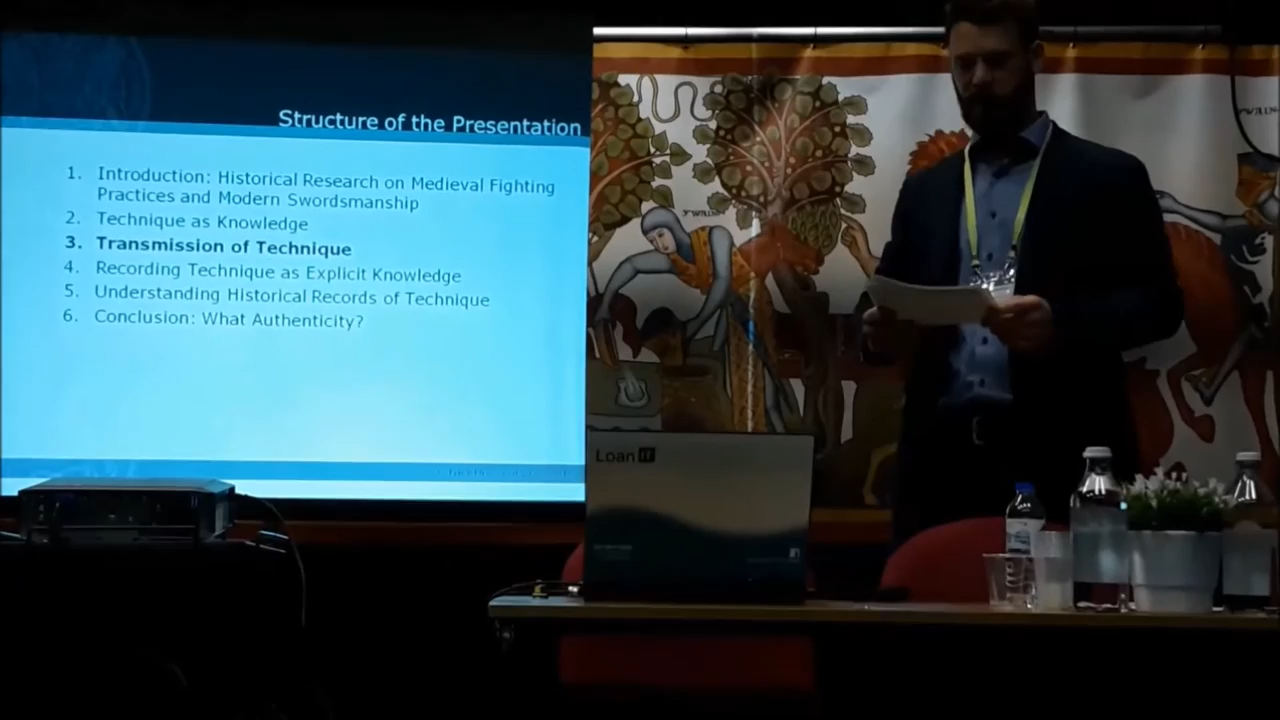 Structure of the Presentation
1. Introduction: Historical Research on Medieval Fighting
Practices and Modern Swordsmanship
2. Technique as Knowledge
3. Transmission of Technique
4. Recording Technique as Explicit Knowledge
5. Understanding Historical Records of Technique
6. Conclusion: What Authenticity?
Loan IT